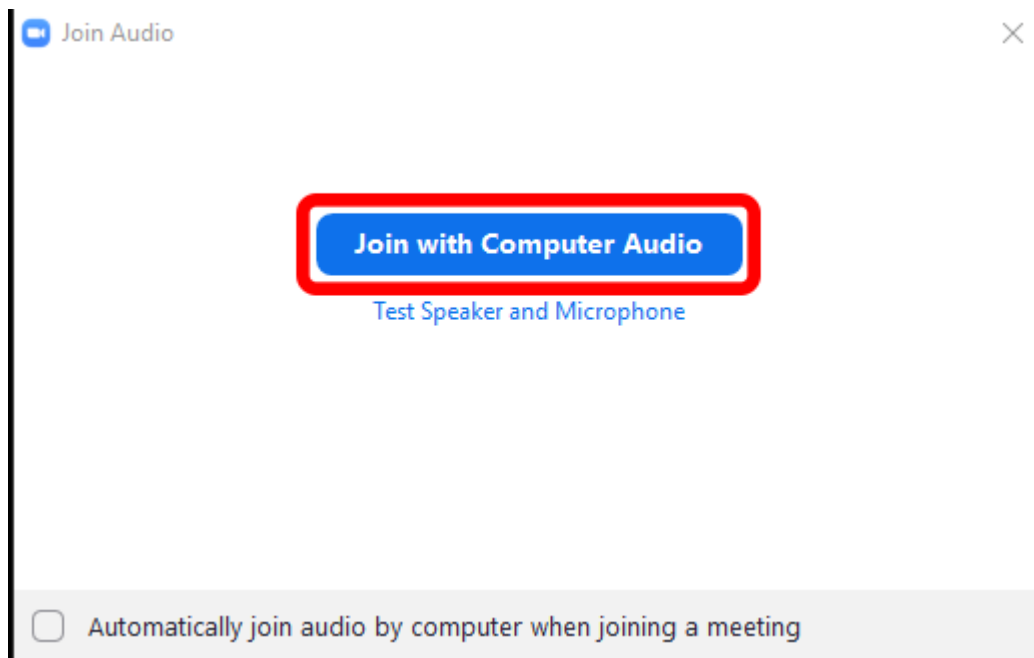 Join Audio
Join with Computer Audio
Test Speaker and Microphone
Automatically join audio by computer when joining a meeting